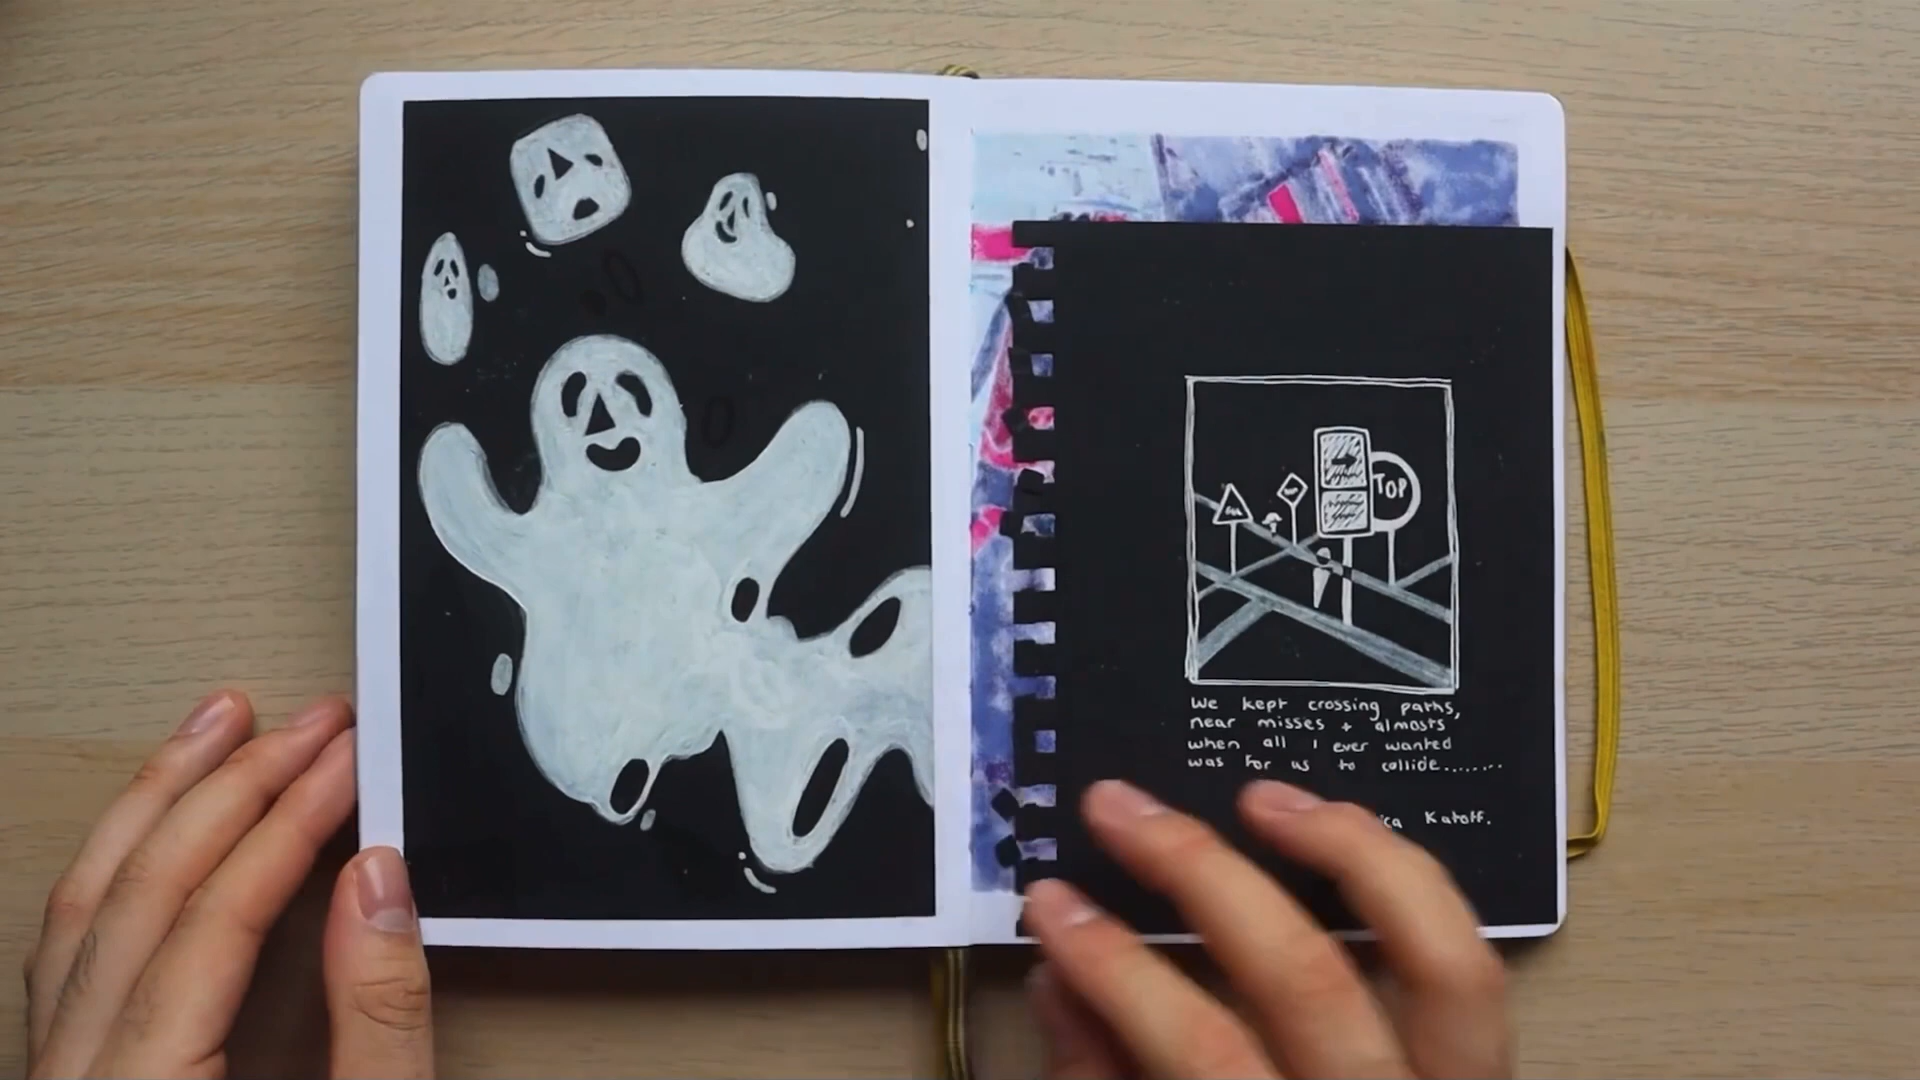 TOP
We kept crossing paths,
near misses + almosts
when all I ever wanted
was for us to collide........
Katoff.